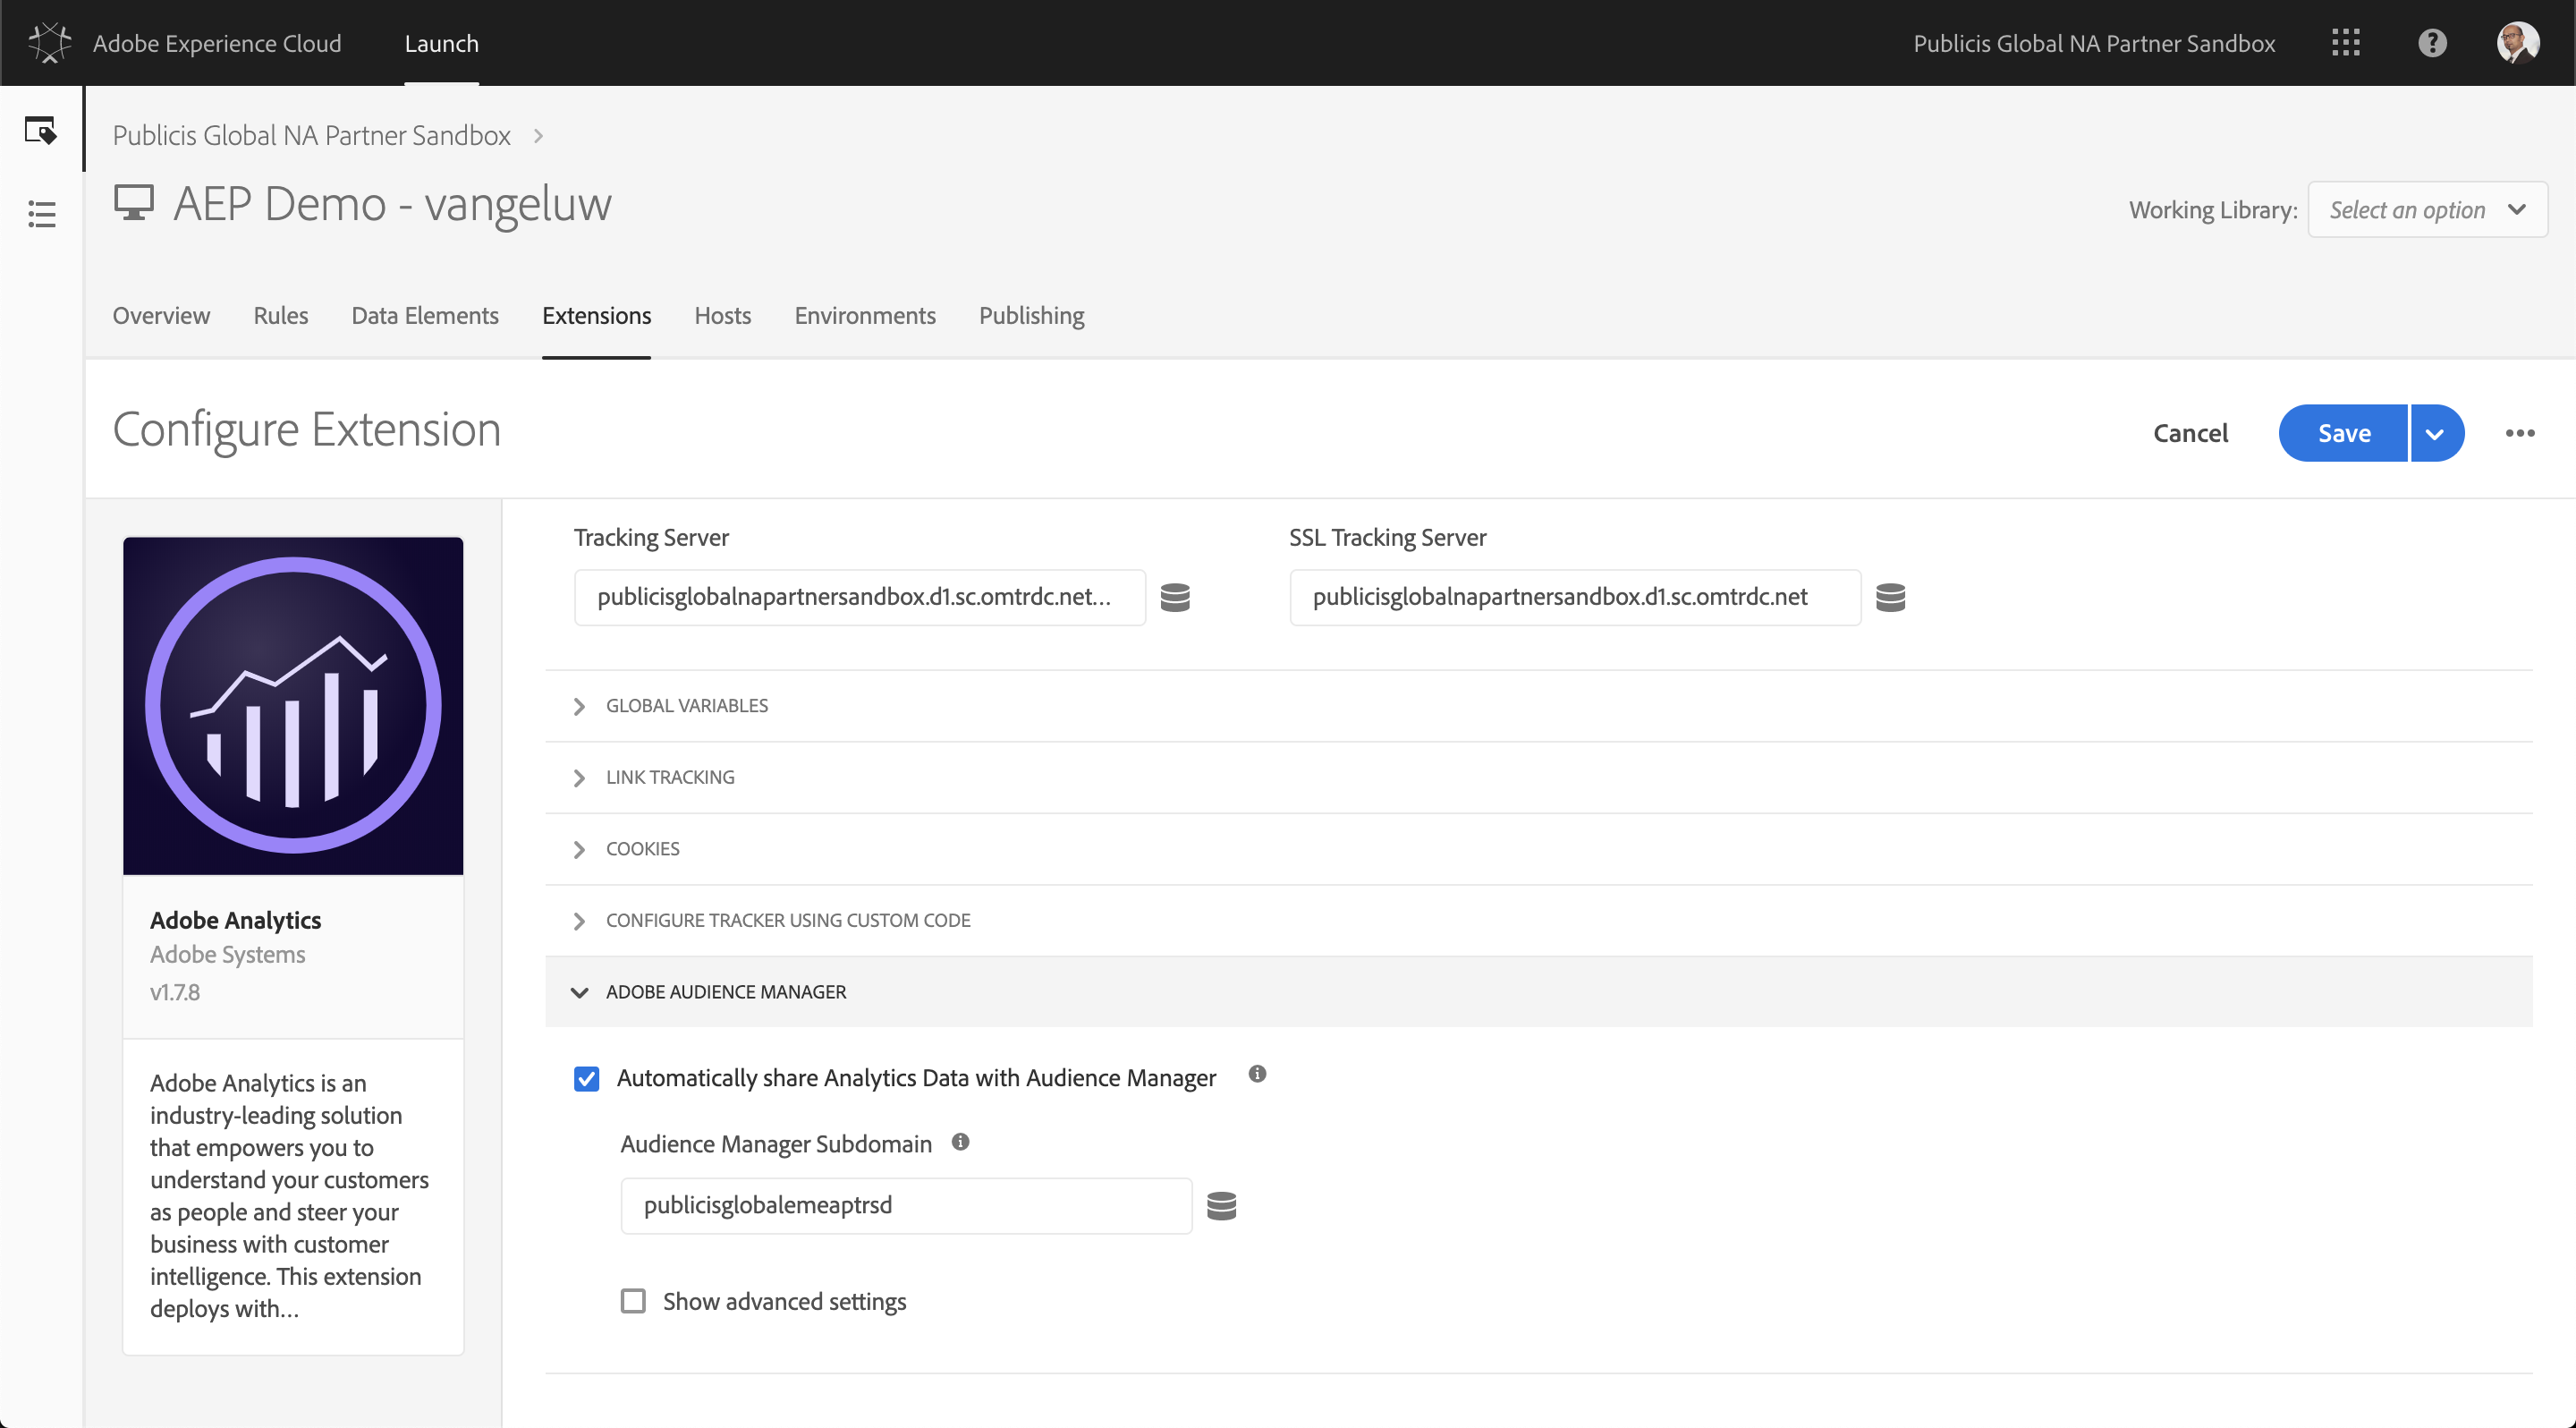 Adobe Experience Cloud
Launch
Publicis Global NA Partner Sandbox
Publicis Global NA Partner Sandbox
AEP Demo - vangeluw
Working Library:
Select an option
Overview
Rules
Data Elements
Extensions
Hosts
Environments
Publishing
Configure Extension
Cancel
Save
Adobe Analytics
Adobe Systems
v1.7.8
Adobe Analytics is an
industry-leading solution
that empowers you to
understand your customers
as people and steer your
business with customer
intelligence. This extension
deploys with...
Tracking Server
SSL Tracking Server
publicisglobalnapartnersandbox.d1.sc.omtrdc.net...
publicisglobalnapartnersandbox.d1.sc.omtrdc.net
GLOBAL VARIABLES
LINK TRACKING
COOKIES
CONFIGURE TRACKER USING CUSTOM CODE
ADOBE AUDIENCE MANAGER
Automatically share Analytics Data with Audience Manager
Audience Manager Subdomain
publicisglobalemeaptrsd
Show advanced settings